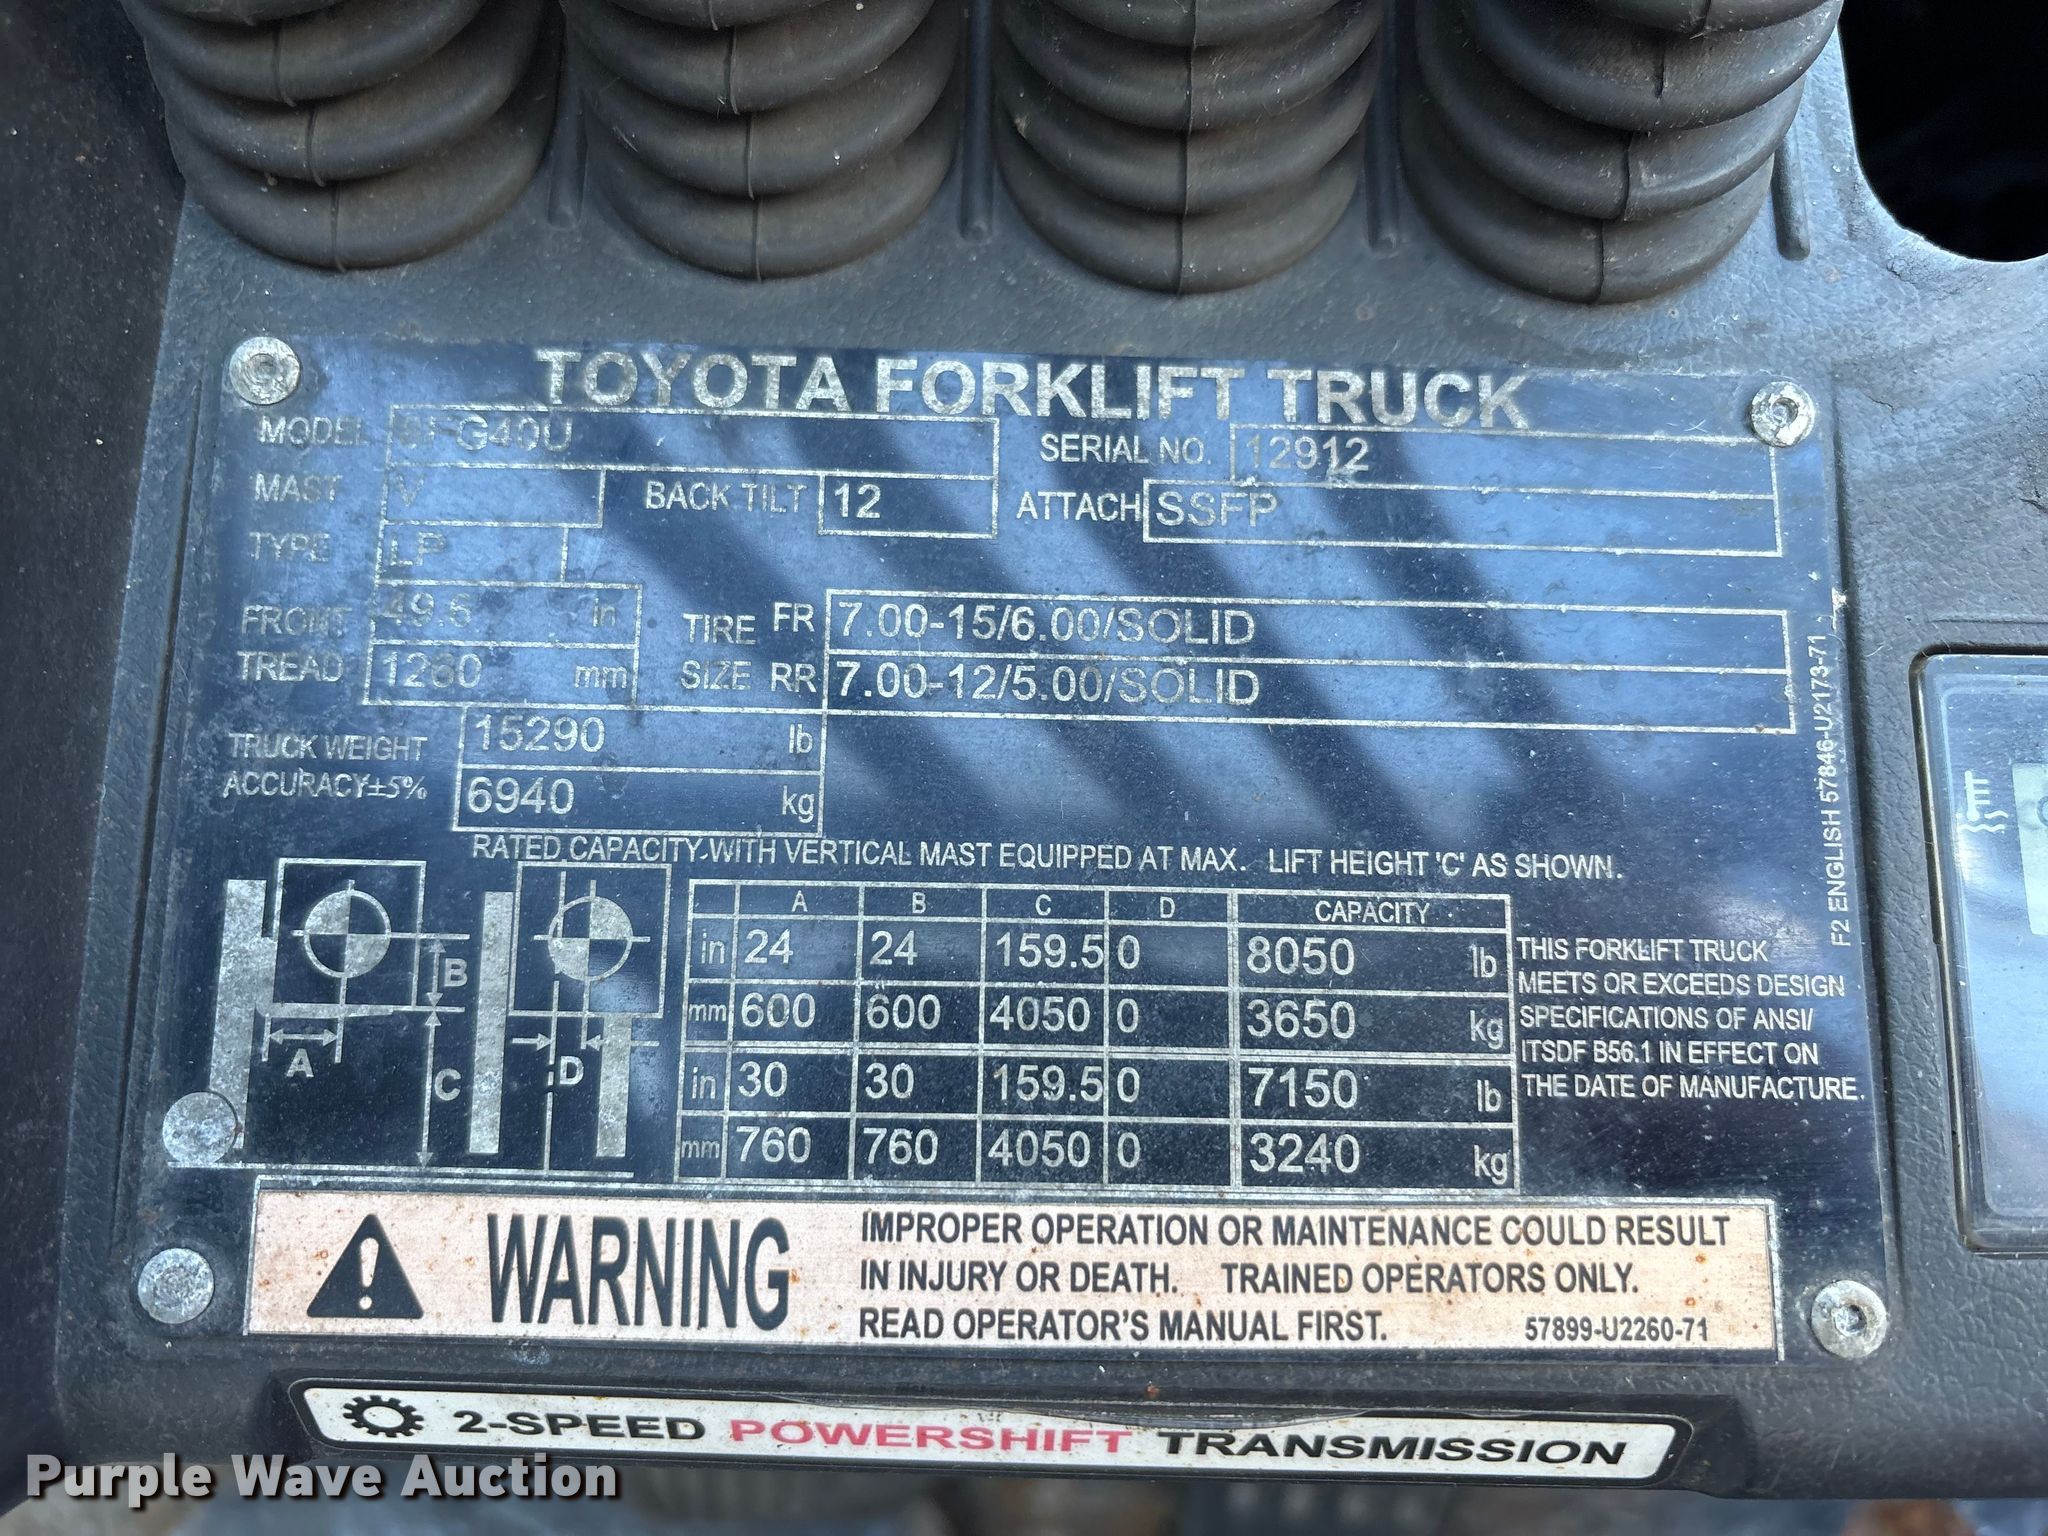 TOYOTA FORKLIFT TRUCK
MODEL G40U SERIAL NO. 12912
MAST V BACK TILT 12 ATTACH SSFP
TYPE LP
FRONT 49.6 in TIRE FR 7.00-15/6.00/SOLID
TREAD 1260 mm SIZE RR 7.00-12/5.00/SOLID
TRUCK WEIGHT 15290 lb
ACCURACY±5% 6940 kg
RATED CAPACITY WITH VERTICAL MAST EQUIPPED AT MAX. LIFT HEIGHT 'C' AS SHOWN.
A B C D CAPACITY
in 24 24 159.5 0 8050 lb
mm 600 600 4050 0 3650 kg
in 30 30 159.5 0 7150 lb
mm 760 760 4050 0 3240 kg
B
A
C
D
THIS FORKLIFT TRUCK
MEETS OR EXCEEDS DESIGN
SPECIFICATIONS OF ANSI/
ITSDF B56.1 IN EFFECT ON
THE DATE OF MANUFACTURE.
F2 ENGLISH 57846-U2173-71
WARNING
IMPROPER OPERATION OR MAINTENANCE COULD RESULT
IN INJURY OR DEATH. TRAINED OPERATORS ONLY.
READ OPERATOR'S MANUAL FIRST. 57899-U2260-71
2-SPEED POWERSHIFT TRANSMISSION
Purple Wave Auction